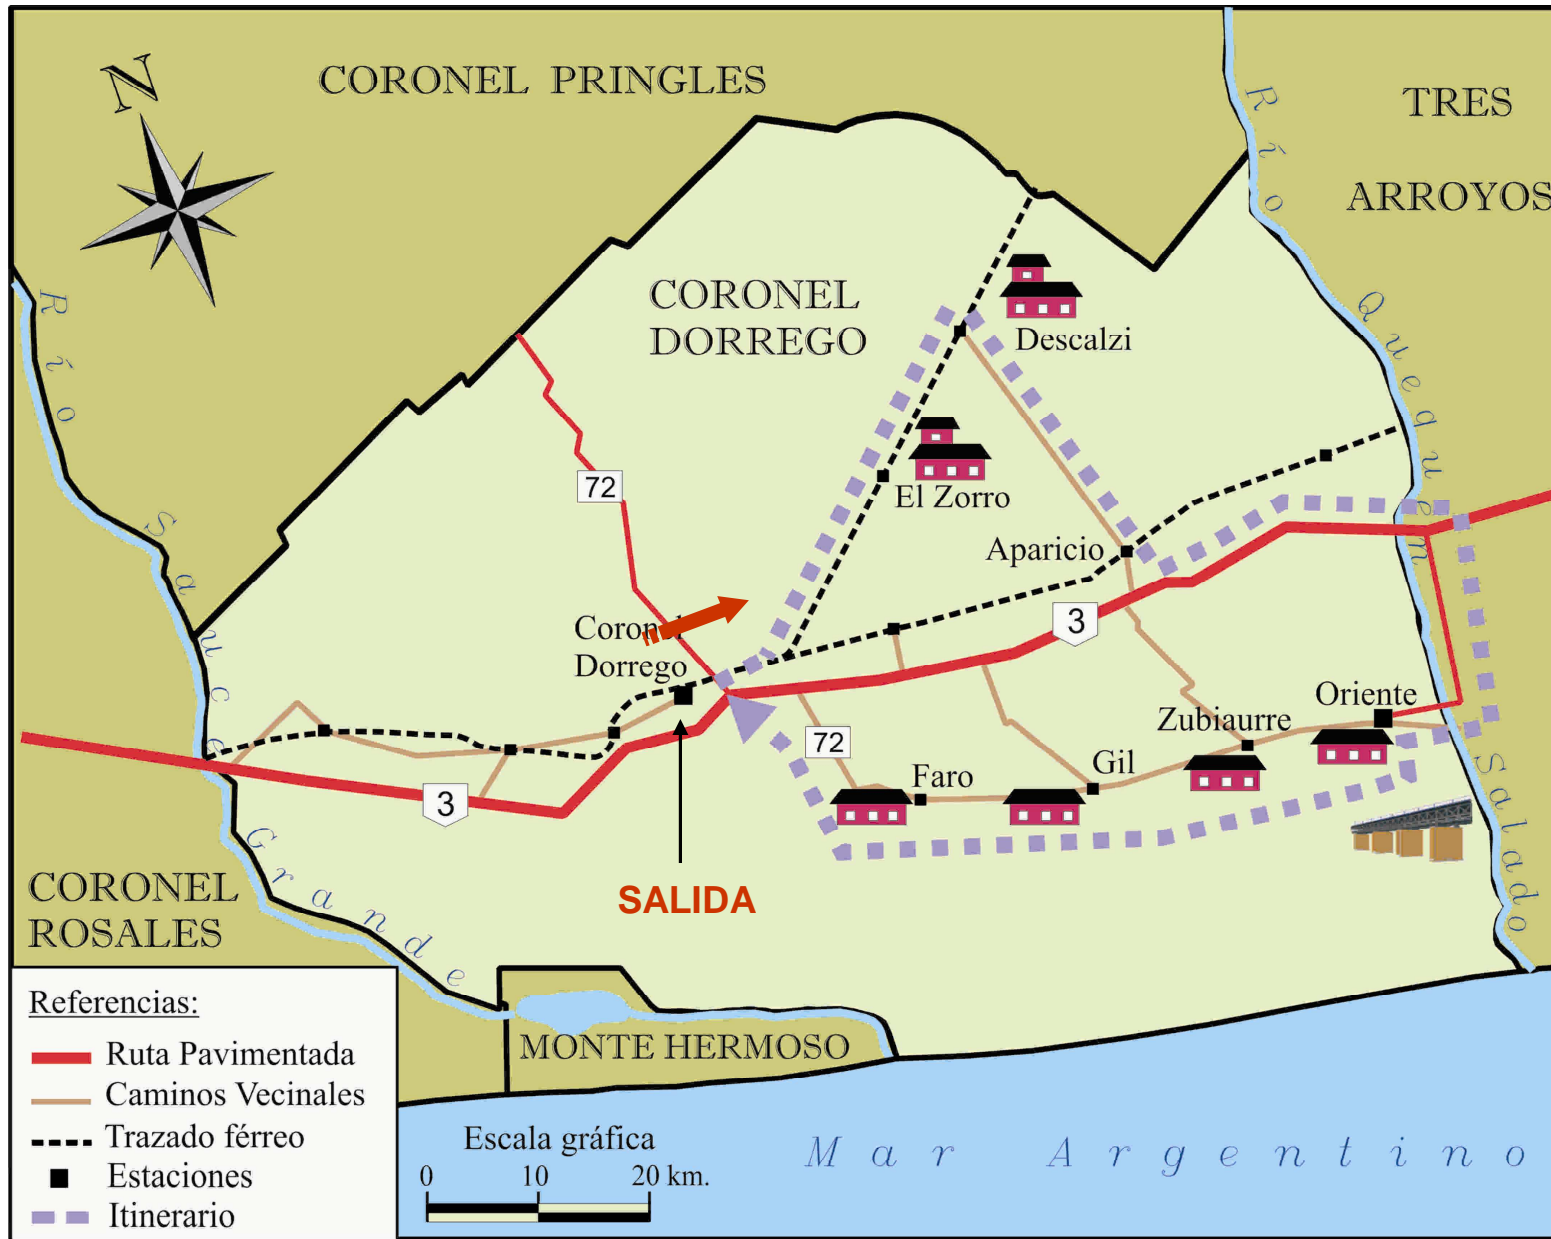 N
CORONEL PRINGLES
TRES
ARROYOS
Río Quequén Salado
Río Sauce Grande
CORONEL
DORREGO
Descalzi
El Zorro
72
Aparicio
3
Coronel
Dorrego
Oriente
Zubiaurre
72
Gil
Faro
3
SALIDA
CORONEL
ROSALES
MONTE HERMOSO
Mar Argentino
Referencias:
Ruta Pavimentada
Caminos Vecinales
Trazado férreo
Estaciones
Itinerario
Escala gráfica
0 10 20 km.